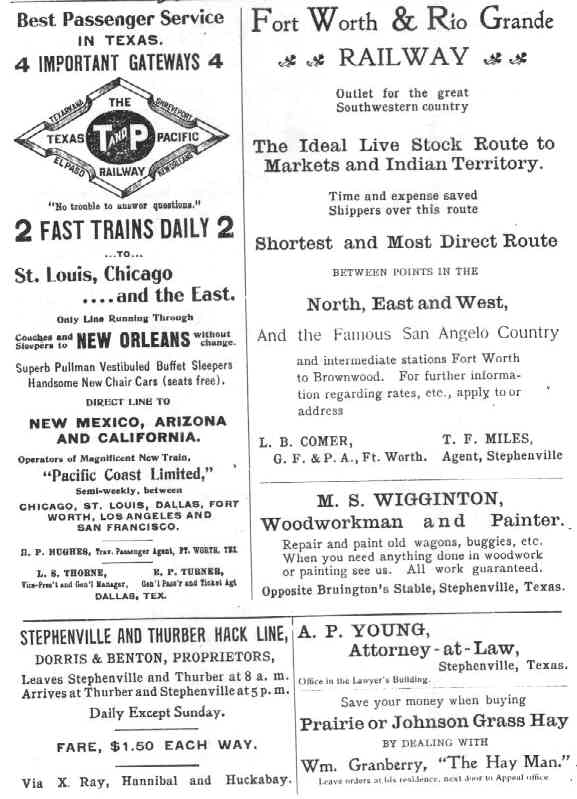 Best Passenger Service
IN TEXAS.
4 IMPORTANT GATEWAYS 4
TEXARKANA
THE
SHREVEPORT
TEXAS
T AND P
PACIFIC
EL PASO
RAILWAY
NEW ORLEANS
"No trouble to answer questions."
2 FAST TRAINS DAILY 2
...TO...
St. Louis, Chicago
....and the East.
Only Line Running Through
Coaches and Sleepers to NEW ORLEANS without change.
Superb Pullman Vestibuled Buffet Sleepers
Handsome New Chair Cars (seats free).
DIRECT LINE TO
NEW MEXICO, ARIZONA
AND CALIFORNIA.
Operators of Magnificent New Train,
"Pacific Coast Limited,"
Semi-weekly, between
CHICAGO, ST. LOUIS, DALLAS, FORT
WORTH, LOS ANGELES AND
SAN FRANCISCO.
H. P. HUGHES, Trav. Passenger Agent, FT. WORTH, TEX
L. S. THORNE,
Vice-Pres't and Gen'l Manager,
E. P. TURNER,
Gen'l Pass'r and Ticket Agt
DALLAS, TEX.
Fort Worth & Rio Grande
RAILWAY
Outlet for the great
Southwestern country
The Ideal Live Stock Route to
Markets and Indian Territory.
Time and expense saved
Shippers over this route
Shortest and Most Direct Route
BETWEEN POINTS IN THE
North, East and West,
And the Famous San Angelo Country
and intermediate stations Fort Worth
to Brownwood. For further informa-
tion regarding rates, etc., apply to or
address
L. B. COMER,
G. F. & P. A., Ft. Worth.
T. F. MILES,
Agent, Stephenville
M. S. WIGGINTON,
Woodworkman and Painter.
Repair and paint old wagons, buggies, etc.
When you need anything done in woodwork
or painting see us. All work guaranteed.
Opposite Bruington's Stable, Stephenville, Texas.
STEPHENVILLE AND THURBER HACK LINE,
DORRIS & BENTON, PROPRIETORS,
Leaves Stephenville and Thurber at 8 a. m.
Arrives at Thurber and Stephenville at 5 p. m.
Daily Except Sunday.
FARE, $1.50 EACH WAY.
Via X. Ray, Hannibal and Huckabay.
A. P. YOUNG,
Attorney-at-Law,
Stephenville, Texas.
Office in the Lawyer's Building.
Save your money when buying
Prairie or Johnson Grass Hay
BY DEALING WITH
Wm. Granberry, "The Hay Man."
Leave orders at his residence, next door to Appeal office